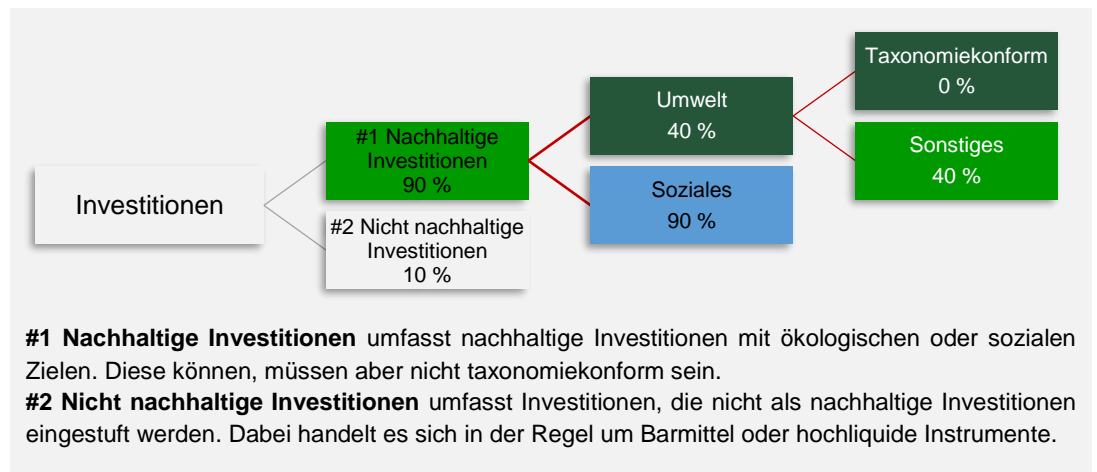 Investitionen
#1 Nachhaltige
Investitionen
90 %
#2 Nicht nachhaltige
Investitionen
10 %
Umwelt
40 %
Soziales
90 %
Taxonomiekonform
0 %
Sonstiges
40 %
#1 Nachhaltige Investitionen umfasst nachhaltige Investitionen mit ökologischen oder sozialen
Zielen. Diese können, müssen aber nicht taxonomiekonform sein.
#2 Nicht nachhaltige Investitionen umfasst Investitionen, die nicht als nachhaltige Investitionen
eingestuft werden. Dabei handelt es sich in der Regel um Barmittel oder hochliquide Instrumente.